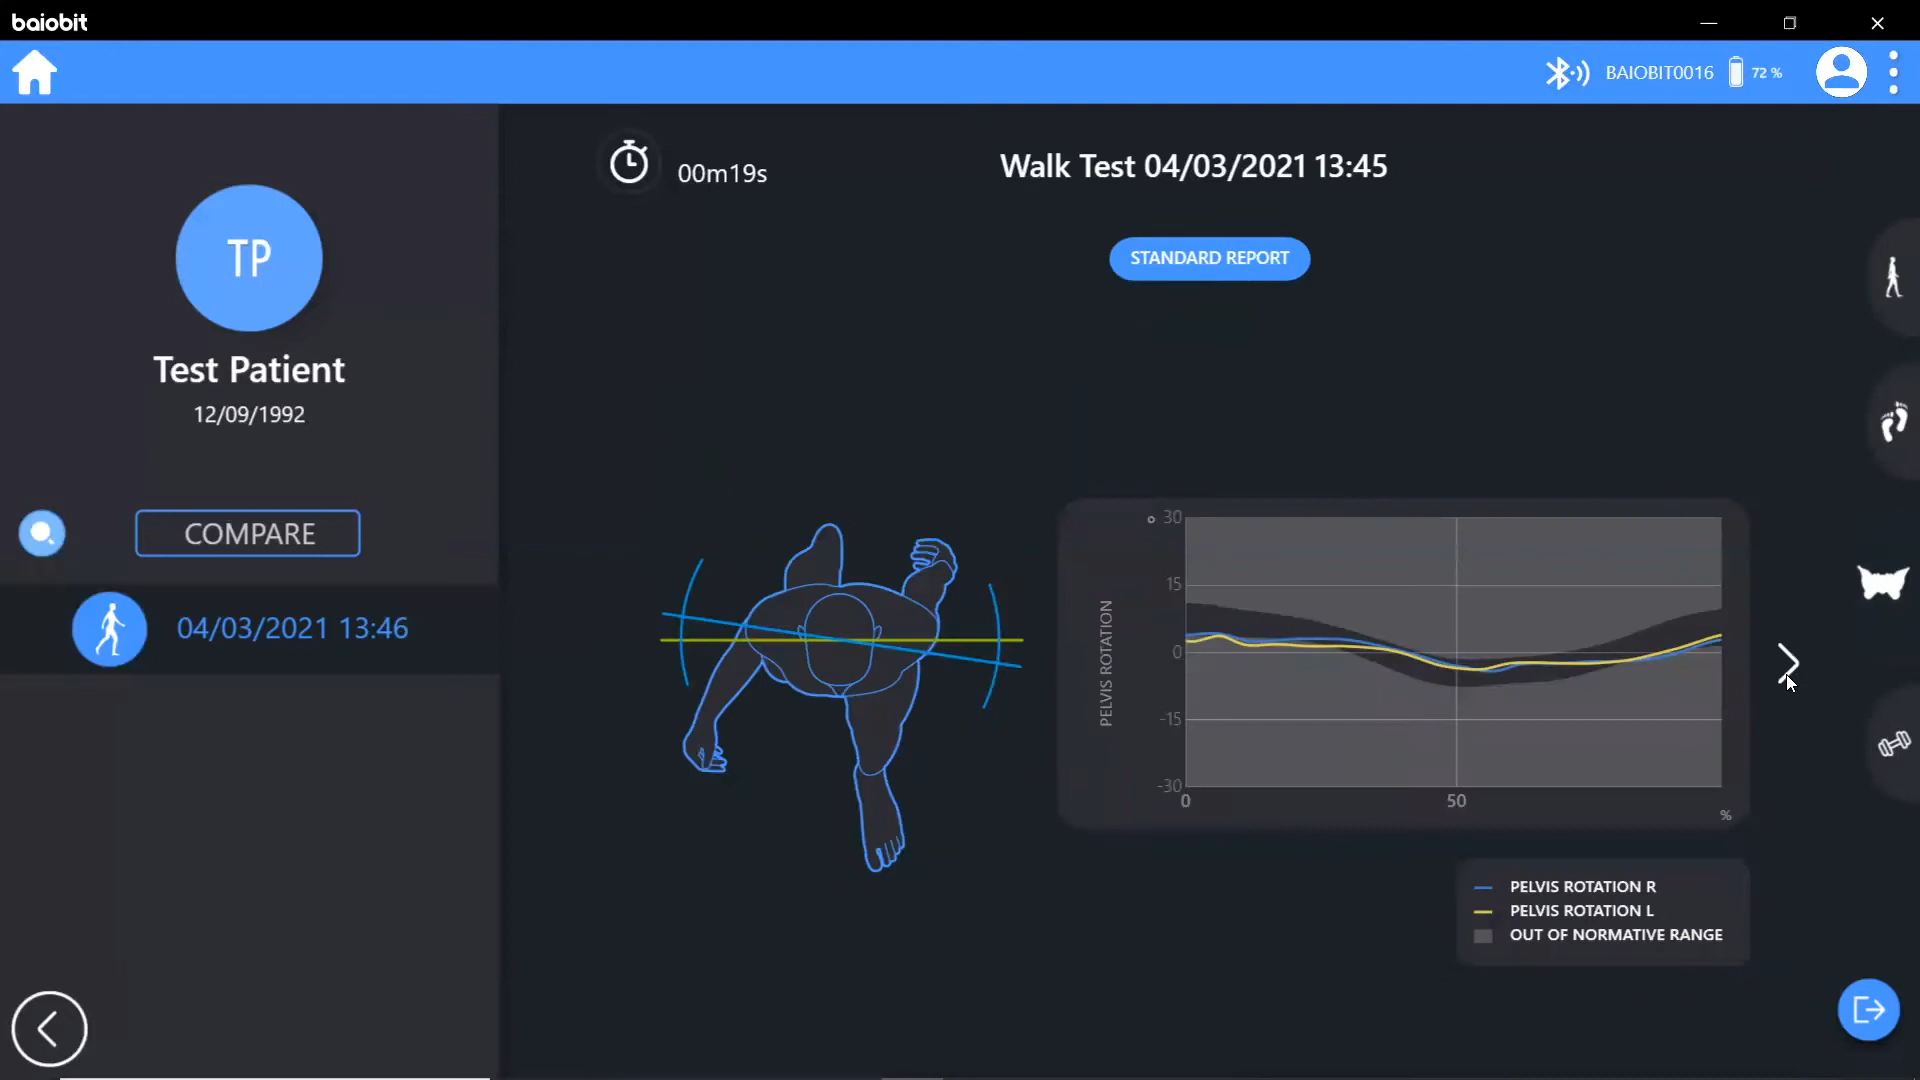 baiobit
BAIOBIT0016 72 %
00m19s
Walk Test 04/03/2021 13:45
STANDARD REPORT
TP
Test Patient
12/09/1992
COMPARE
04/03/2021 13:46
° 30
15
0
-15
-30
PELVIS ROTATION
0 50
%
PELVIS ROTATION R
PELVIS ROTATION L
OUT OF NORMATIVE RANGE